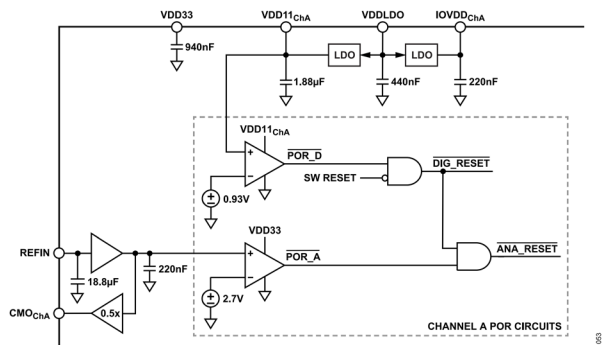 VDD33
VDD11ChA
VDDLDO
IOVDDChA
940nF
LDO
LDO
1.88µF
440nF
220nF
VDD11ChA
POR_D
DIG_RESET
SW RESET
0.93V
VDD33
ANA_RESET
REFIN
POR_A
18.8µF
220nF
2.7V
CMOChA
0.5x
CHANNEL A POR CIRCUITS
053